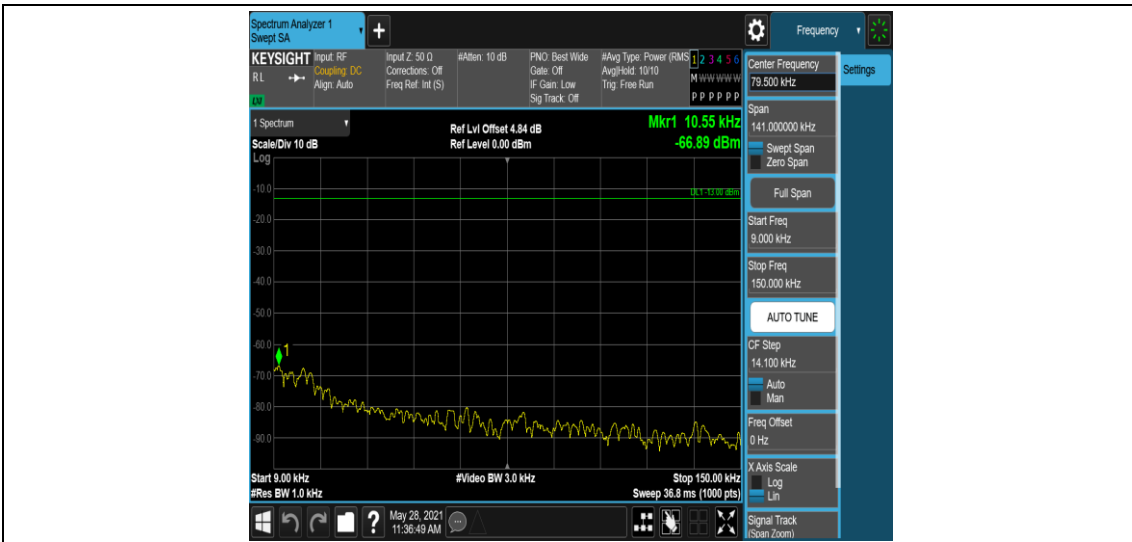 Spectrum Analyzer 1
Swept SA
Frequency
KEYSIGHT
RL
LXI
Input: RF
Coupling: DC
Align: Auto
Input Z: 50 Ω
Corrections: Off
Freq Ref: Int (S)
#Atten: 10 dB
PNO: Best Wide
Gate: Off
IF Gain: Low
Sig Track: Off
#Avg Type: Power (RMS
Avg|Hold: 10/10
Trig: Free Run
1 2 3 4 5 6
M W W W W W
P P P P P P
Center Frequency
79.500 kHz
Settings
Span
141.000000 kHz
Swept Span
Zero Span
Full Span
Start Freq
9.000 kHz
Stop Freq
150.000 kHz
AUTO TUNE
CF Step
14.100 kHz
Auto
Man
Freq Offset
0 Hz
X Axis Scale
Log
Lin
Signal Track
(Span Zoom)
1 Spectrum
Scale/Div 10 dB
Log
Ref Lvl Offset 4.84 dB
Ref Level 0.00 dBm
Mkr1 10.55 kHz
-66.89 dBm
DL1 -13.00 dBm
-10.0
-20.0
-30.0
-40.0
-50.0
-60.0
1
-70.0
-80.0
-90.0
Start 9.00 kHz
#Video BW 3.0 kHz
Stop 150.00 kHz
#Res BW 1.0 kHz
Sweep 36.8 ms (1000 pts)
May 28, 2021
11:36:49 AM